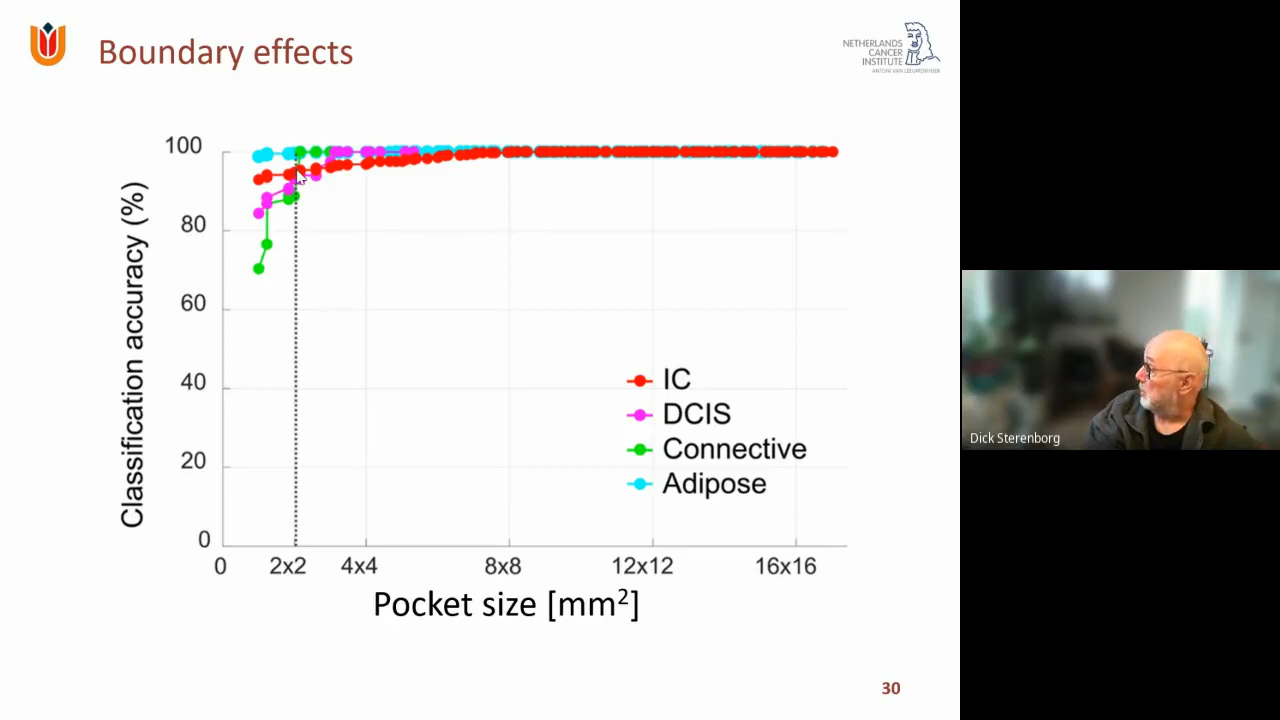 Boundary effects
NETHERLANDS
CANCER
INSTITUTE
ANTONI VAN LEEUWENHOEK
Classification accuracy (%)
100
80
60
40
20
0
0
2x2
4x4
8x8
12x12
16x16
Pocket size [mm²]
IC
DCIS
Connective
Adipose
30
Dick Sterenborg